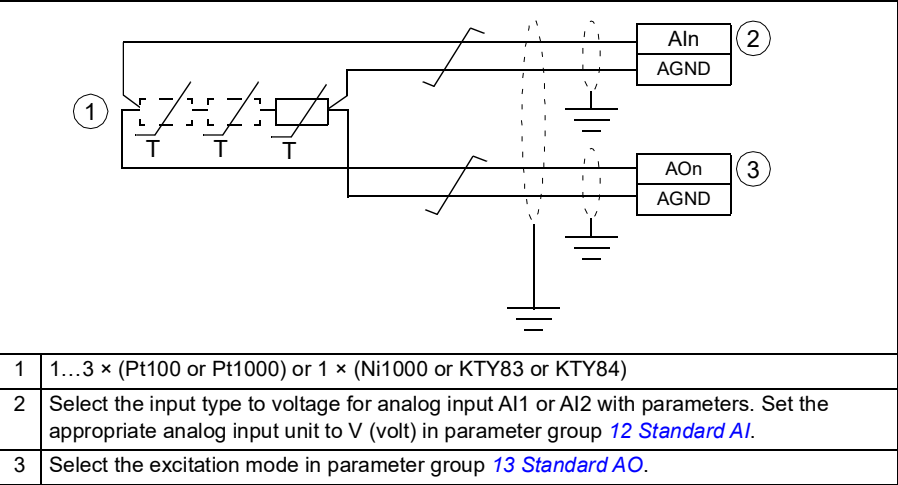 AIn
2
AGND
1
T
T
T
AOn
3
AGND
1 1…3 × (Pt100 or Pt1000) or 1 × (Ni1000 or KTY83 or KTY84)
2 Select the input type to voltage for analog input AI1 or AI2 with parameters. Set the
appropriate analog input unit to V (volt) in parameter group 12 Standard AI.
3 Select the excitation mode in parameter group 13 Standard AO.